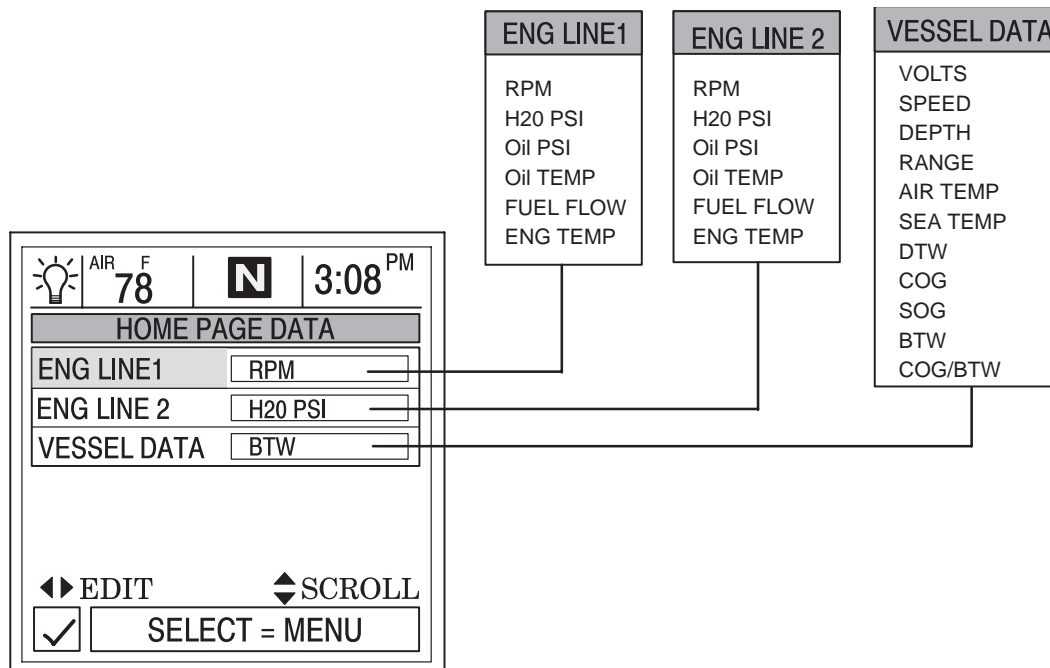 ENG LINE1
RPM
H20 PSI
Oil PSI
Oil TEMP
FUEL FLOW
ENG TEMP
ENG LINE 2
RPM
H20 PSI
Oil PSI
Oil TEMP
FUEL FLOW
ENG TEMP
VESSEL DATA
VOLTS
SPEED
DEPTH
RANGE
AIR TEMP
SEA TEMP
DTW
COG
SOG
BTW
COG/BTW
AIR F 78 N 3:08 PM
HOME PAGE DATA
ENG LINE1 RPM
ENG LINE 2 H20 PSI
VESSEL DATA BTW
EDIT SCROLL
SELECT = MENU